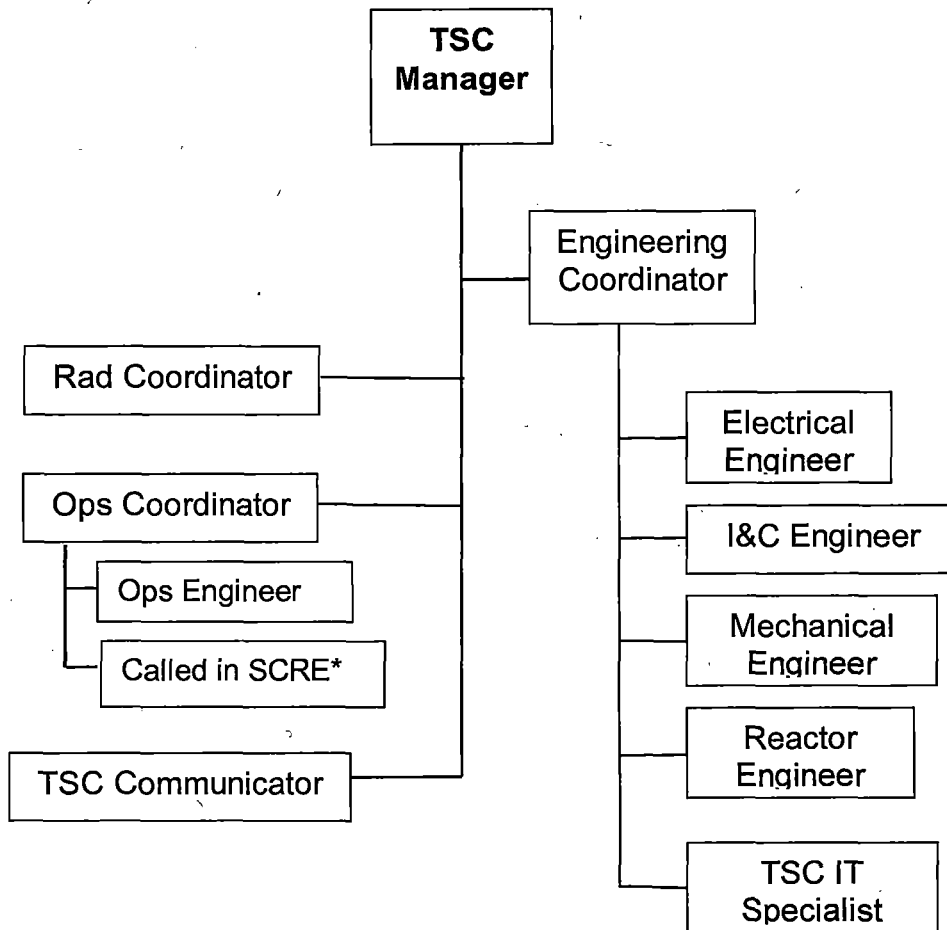 TSC
Manager
Engineering
Coordinator
Rad Coordinator
Electrical
Engineer
Ops Coordinator
I&C Engineer
Ops Engineer
Mechanical
Engineer
Called in SCRE*
Reactor
Engineer
TSC Communicator
TSC IT
Specialist